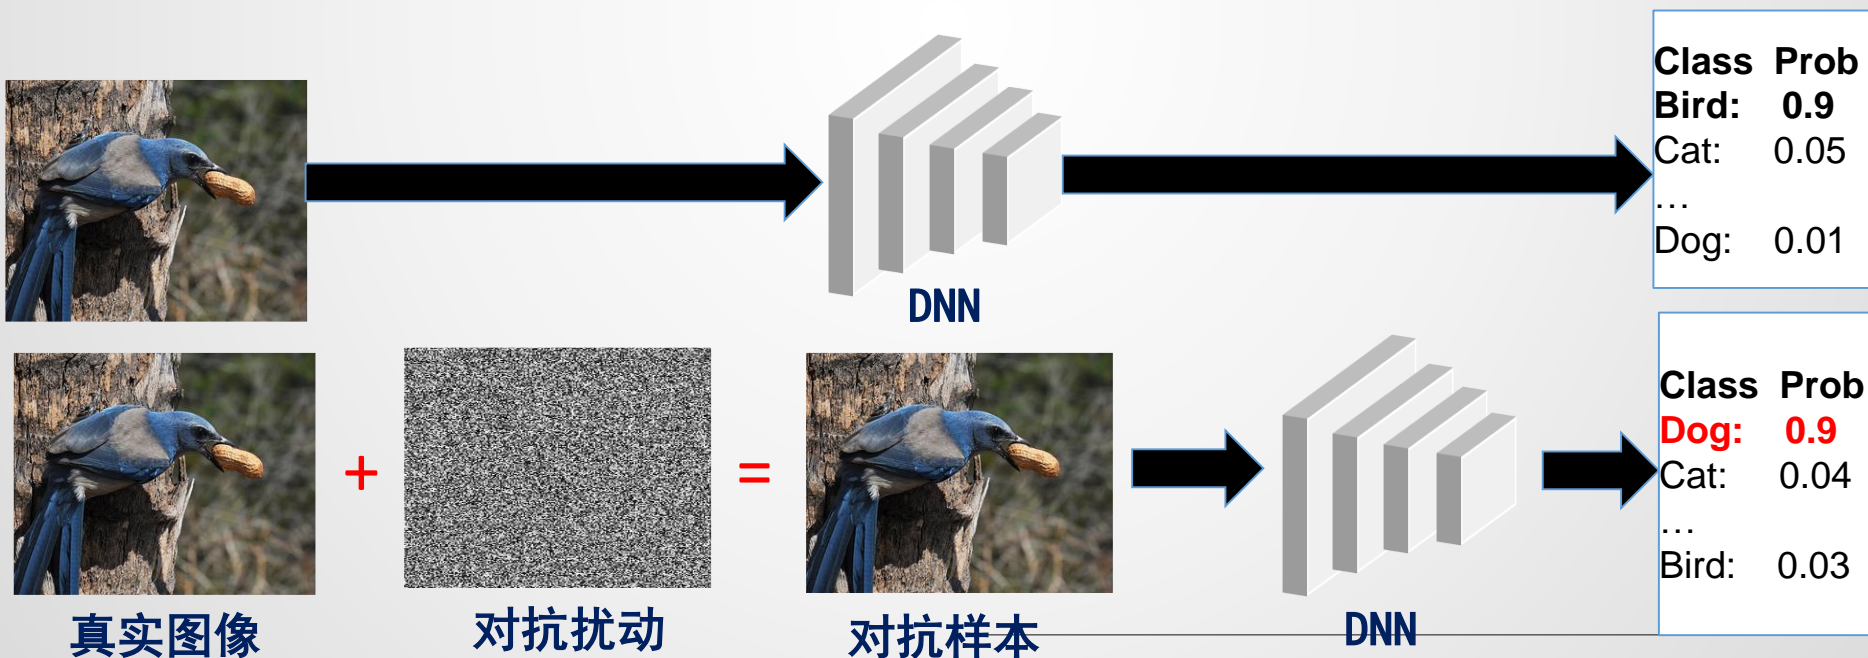 Class Prob
Bird: 0.9
Cat: 0.05
…
Dog: 0.01
DNN
+
=
Class Prob
Dog: 0.9
Cat: 0.04
…
Bird: 0.03
真实图像
对抗扰动
对抗样本
DNN